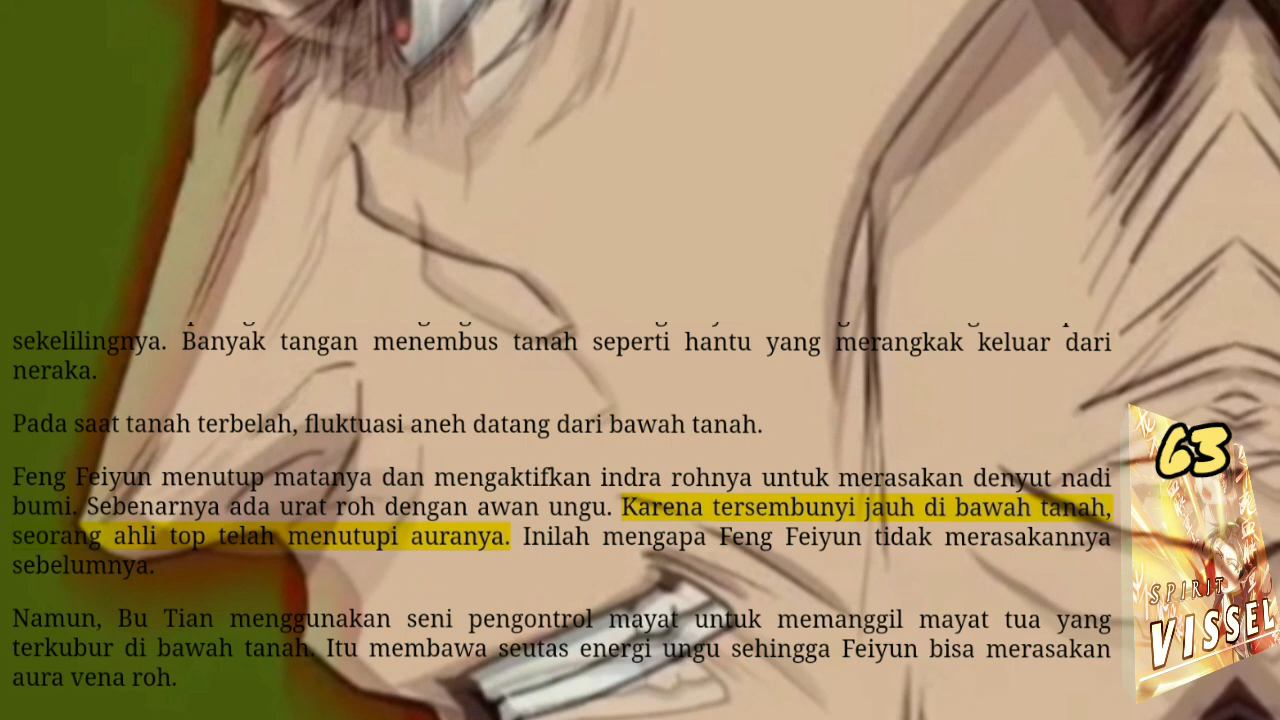 sekelilingnya. Banyak tangan menembus tanah seperti hantu yang merangkak keluar dari
neraka.
Pada saat tanah terbelah, fluktuasi aneh datang dari bawah tanah.
Feng Feiyun menutup matanya dan mengaktifkan indra rohnya untuk merasakan denyut nadi
bumi. Sebenarnya ada urat roh dengan awan ungu. Karena tersembunyi jauh di bawah tanah,
seorang ahli top telah menutupi auranya. Inilah mengapa Feng Feiyun tidak merasakannya
sebelumnya.
Namun, Bu Tian menggunakan seni pengontrol mayat untuk memanggil mayat tua yang
terkubur di bawah tanah. Itu membawa seutas energi ungu sehingga Feiyun bisa merasakan
aura vena roh.
63
SPIRIT
VISSEL